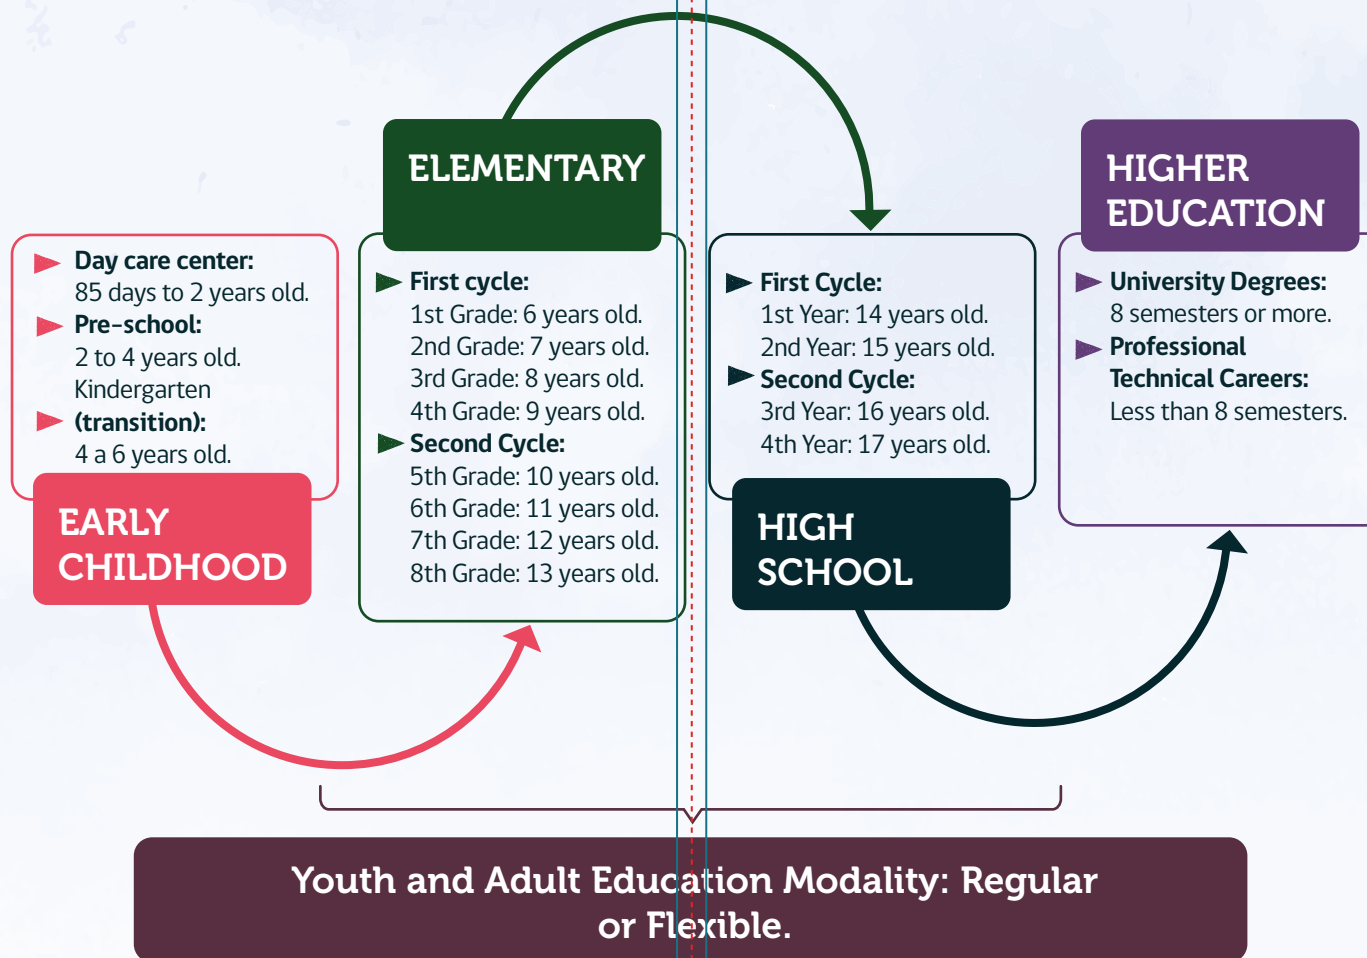 Day care center:
85 days to 2 years old.
Pre-school:
2 to 4 years old.
Kindergarten
(transition):
4 a 6 years old.
EARLY
CHILDHOOD
ELEMENTARY
First cycle:
1st Grade: 6 years old.
2nd Grade: 7 years old.
3rd Grade: 8 years old.
4th Grade: 9 years old.
Second Cycle:
5th Grade: 10 years old.
6th Grade: 11 years old.
7th Grade: 12 years old.
8th Grade: 13 years old.
First Cycle:
1st Year: 14 years old.
2nd Year: 15 years old.
Second Cycle:
3rd Year: 16 years old.
4th Year: 17 years old.
HIGH
SCHOOL
HIGHER
EDUCATION
University Degrees:
8 semesters or more.
Professional
Technical Careers:
Less than 8 semesters.
Youth and Adult Education Modality: Regular
or Flexible.